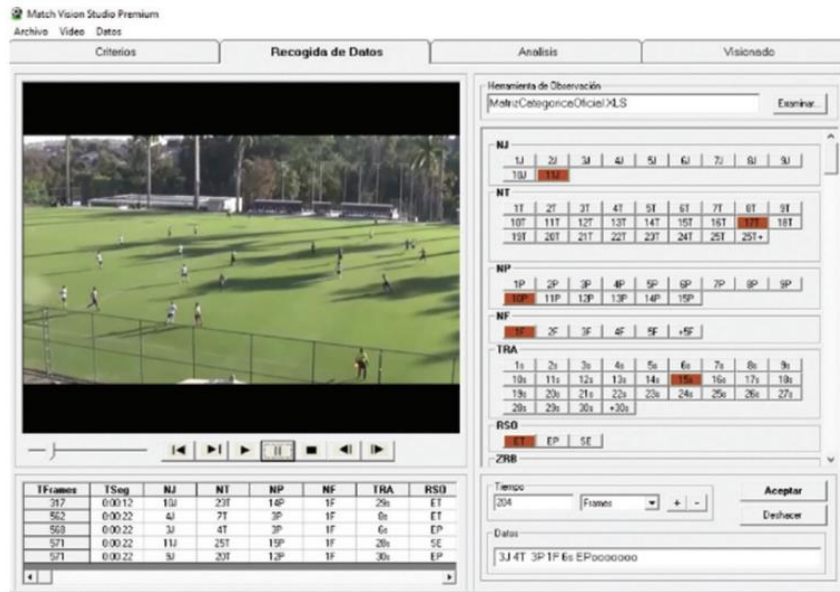 Match Vision Studio Premium
Archivo Video Datos
Criterios Recogida de Datos Analisis Visionado
Herramienta de Observación
MatrizCategoricaOficial.XLS Examinar...
NJ
1J 2J 3J 4J 5J 6J 7J 8J 9J
10J 11J
NT
1T 2T 3T 4T 5T 6T 7T 8T 9T
10T 11T 12T 13T 14T 15T 16T 17T 18T
19T 20T 21T 22T 23T 24T 25T 25T+
NP
1P 2P 3P 4P 5P 6P 7P 8P 9P
10P 11P 12P 13P 14P 15P
NF
1F 2F 3F 4F 5F +5F
TRA
1s 2s 3s 4s 5s 6s 7s 8s 9s
10s 11s 12s 13s 14s 15s 16s 17s 18s
19s 20s 21s 22s 23s 24s 25s 26s 27s
28s 29s 30s +30s
RSO
ET EP SE
ZRB
TFrames TSeg NJ NT NP NF TRA RSO
317 0:00:12 10J 23T 14P 1F 29s ET
562 0:00:22 4J 7T 3P 1F 8s ET
568 0:00:22 3J 4T 3P 1F 6s EP
571 0:00:22 11J 25T 15P 1F 28s SE
571 0:00:22 9J 20T 12P 1F 30s EP
Tiempo
204 Frames + -
Aceptar
Deshacer
Datos
3J 4T 3P 1F 6s EPooooooo